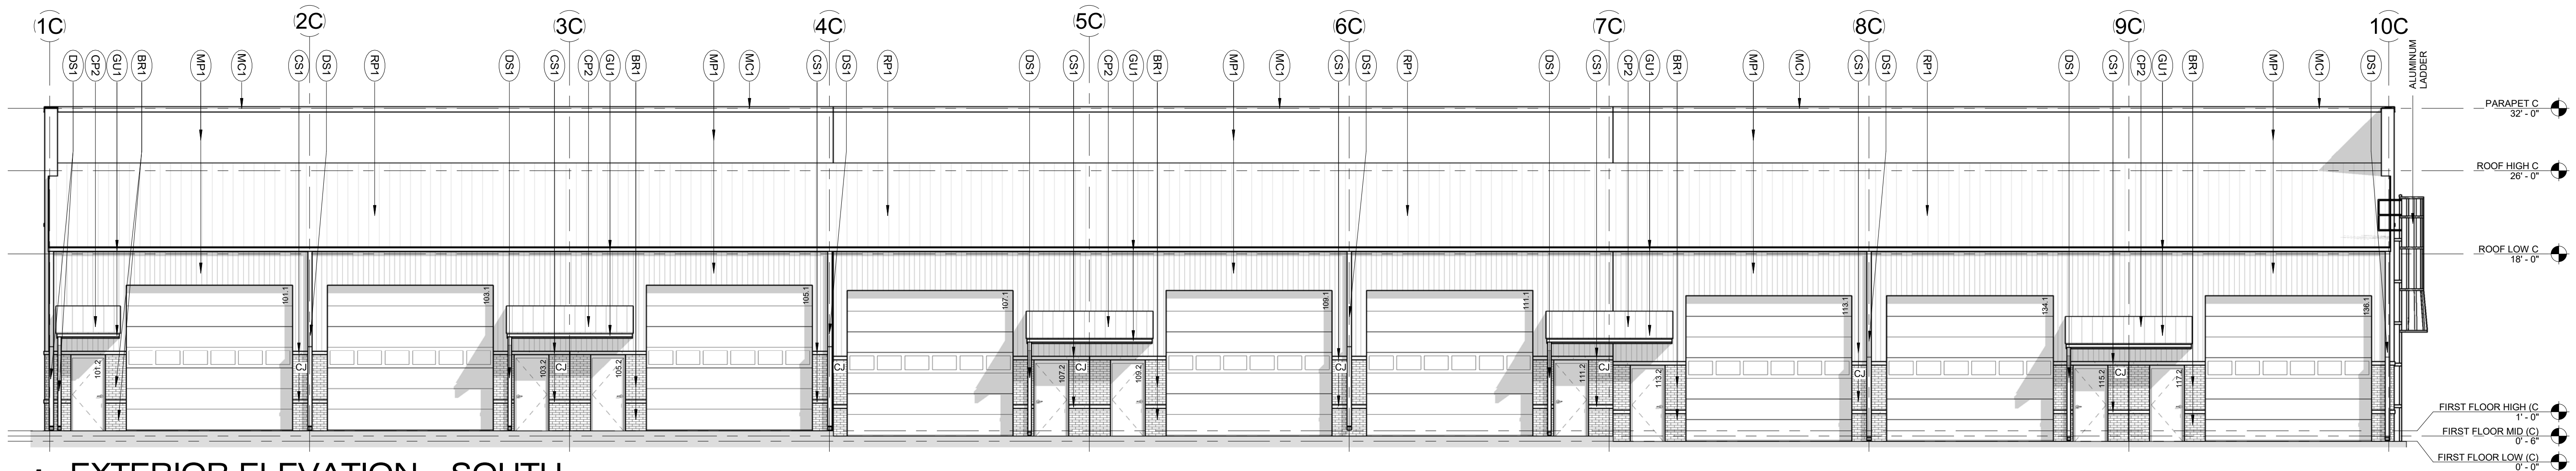 1C 2C 3C 4C 5C 6C 7C 8C 9C 10C
DS1 CP2 GU1 BR1 MP1 MC1 CS1 DS1 RP1 DS1 CS1 CP2 GU1 BR1 MP1 MC1 CS1 DS1 RP1 DS1 CS1 CP2 GU1 BR1 MP1 MC1 CS1 DS1 RP1 DS1 CS1 CP2 GU1 BR1 MP1 MC1 CS1 DS1 RP1 DS1 CS1 CP2 GU1 BR1 MP1 MC1 DS1
ALUMINUM
LADDER
PARAPET C
32' - 0"
ROOF HIGH C
26' - 0"
ROOF LOW C
18' - 0"
101.1 103.1 105.1 107.1 109.1 111.1 113.1 134.1 136.1
101.2 CJ 103.2 CJ 105.2 CJ 107.2 CJ 109.2 CJ 111.2 CJ 113.2 CJ 115.2 CJ 117.2
FIRST FLOOR HIGH (C
1' - 0"
FIRST FLOOR MID (C)
0' - 6"
FIRST FLOOR LOW (C)
0' - 0"
EXTERIOR ELEVATION - SOUTH